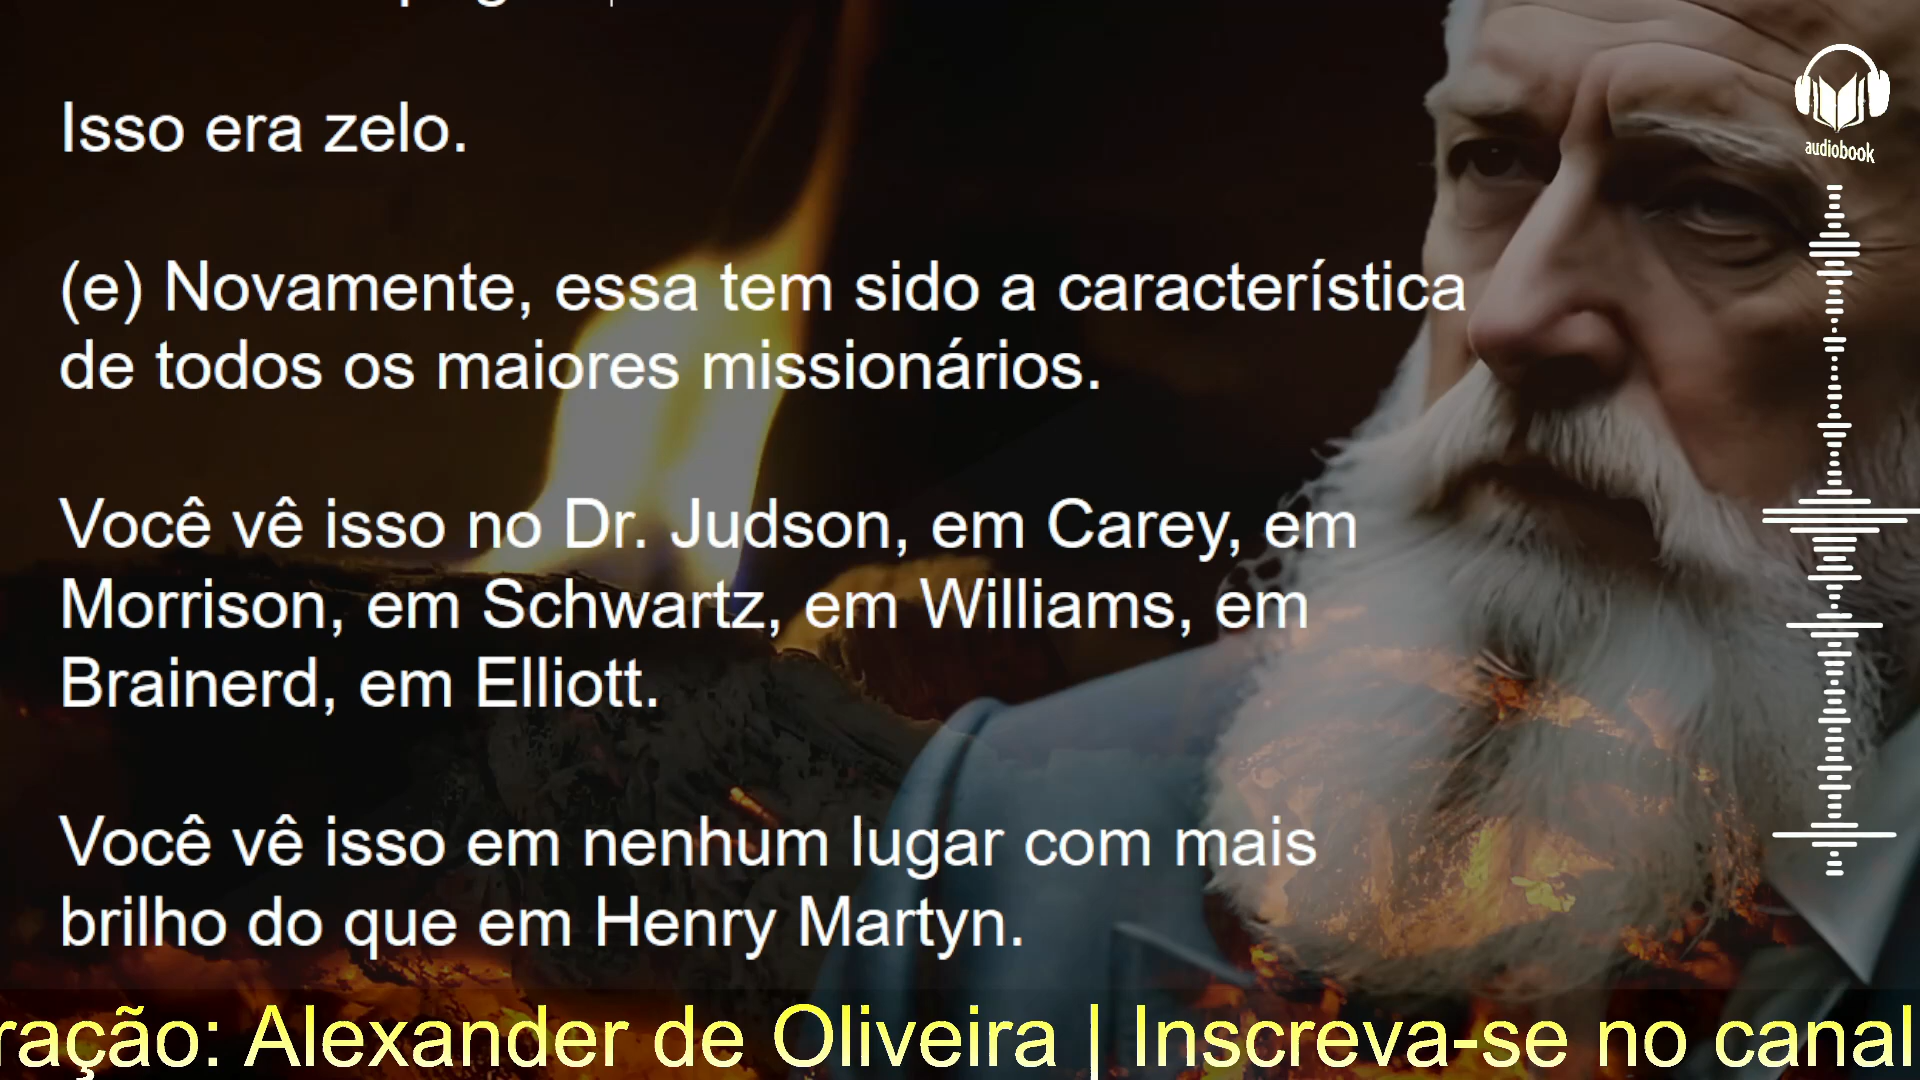 Isso era zelo.
(e) Novamente, essa tem sido a característica
de todos os maiores missionários.
Você vê isso no Dr. Judson, em Carey, em
Morrison, em Schwartz, em Williams, em
Brainerd, em Elliott.
Você vê isso em nenhum lugar com mais
brilho do que em Henry Martyn.
audiobook
ração: Alexander de Oliveira | Inscreva-se no canal